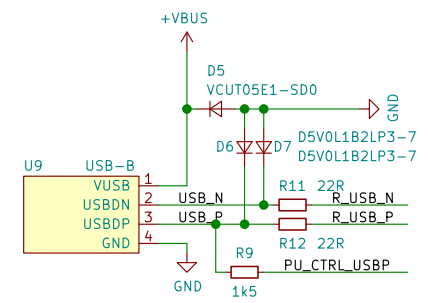 +VBUS
D5
VCUT05E1-SD0
GND
D6
D7
D5V0L1B2LP3-7
D5V0L1B2LP3-7
U9
USB-B
VUSB 1
USBDN 2
USBDP 3
GND 4
USB_N
USB_P
R11 22R
R_USB_N
R_USB_P
R12 22R
GND
R9
1k5
PU_CTRL_USBP